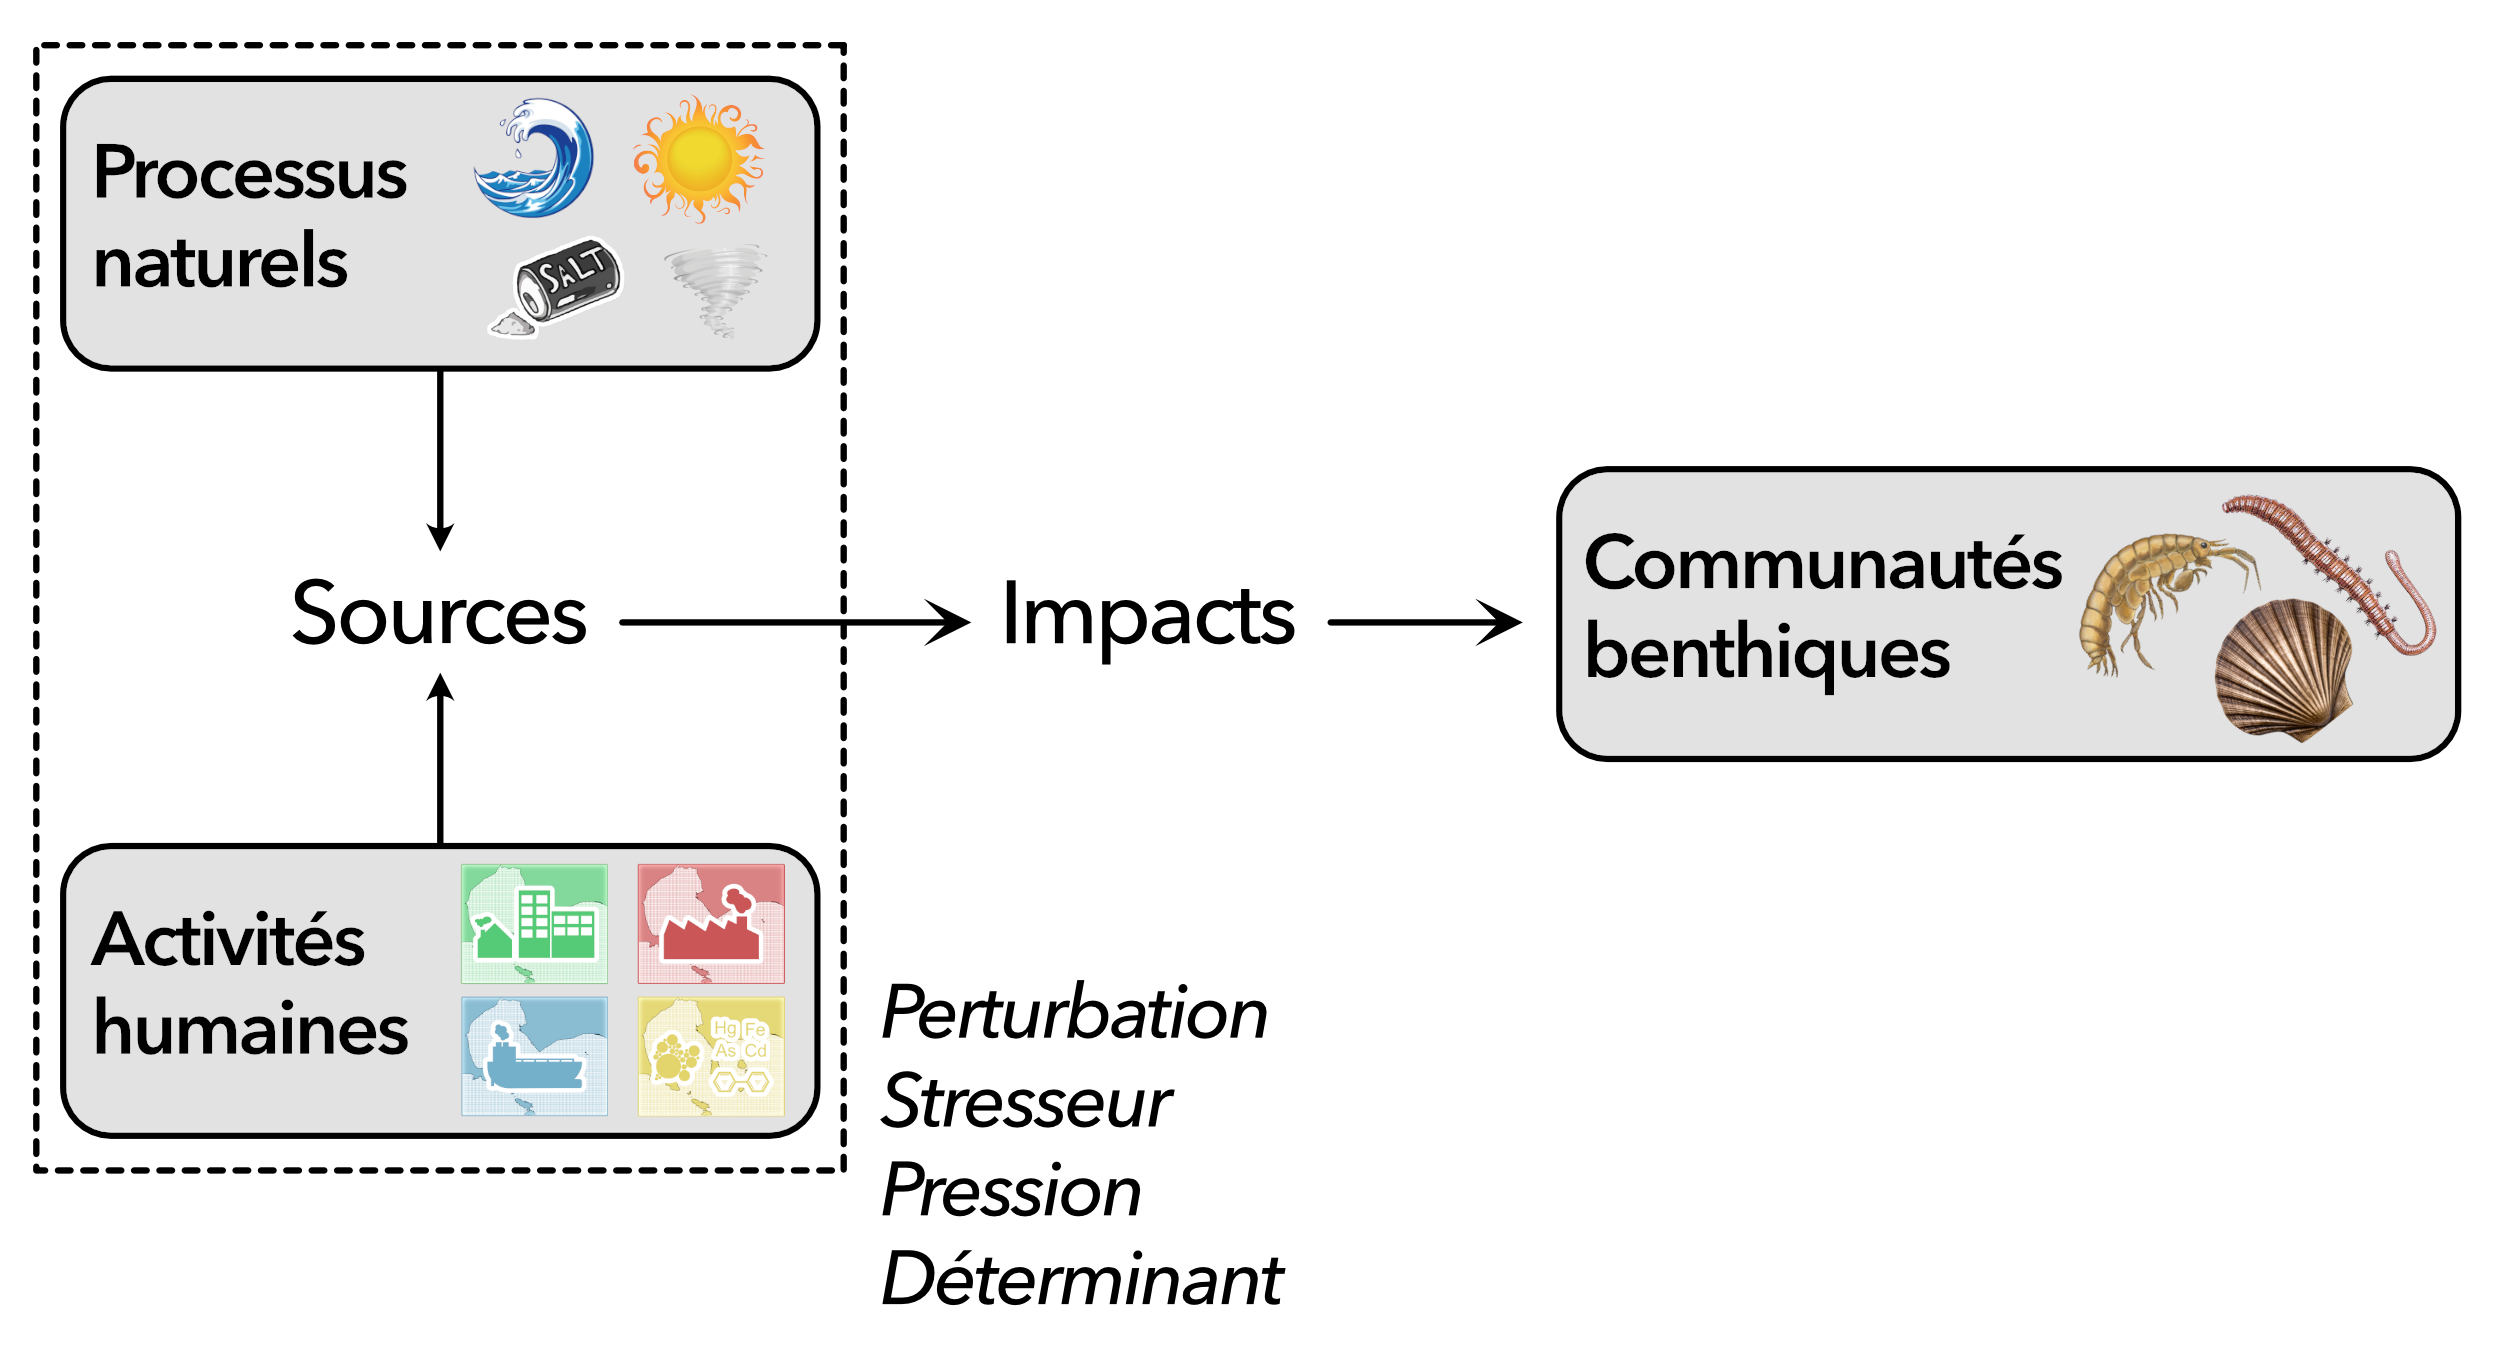 Processus
naturels
SALT
Sources
Impacts
Communautés
benthiques
Activités
humaines
Hg Fe
As Cd
Perturbation
Stresseur
Pression
Déterminant